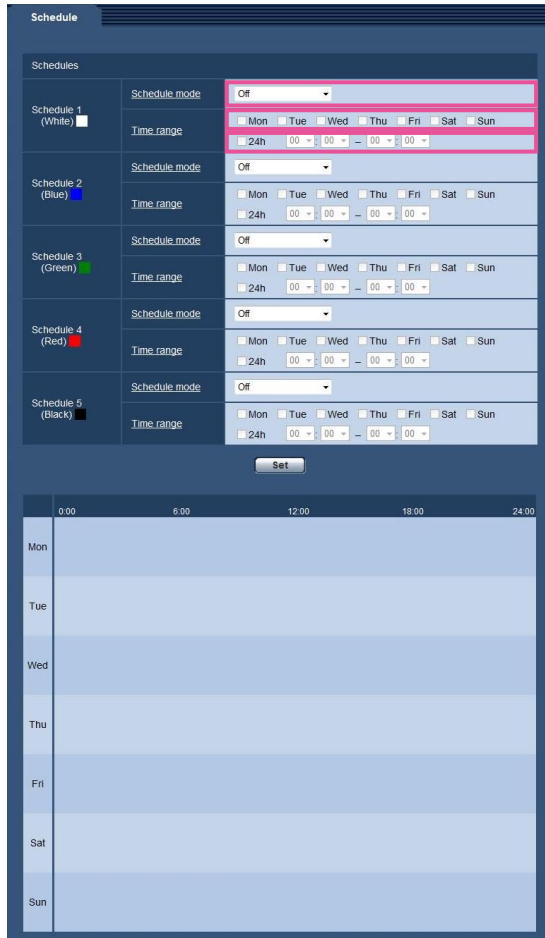 Schedule
Schedules
Schedule 1
(White)
Schedule mode
Off
Time range
Mon Tue Wed Thu Fri Sat Sun
24h 00 : 00 – 00 : 00
Schedule 2
(Blue)
Schedule mode
Off
Time range
Mon Tue Wed Thu Fri Sat Sun
24h 00 : 00 – 00 : 00
Schedule 3
(Green)
Schedule mode
Off
Time range
Mon Tue Wed Thu Fri Sat Sun
24h 00 : 00 – 00 : 00
Schedule 4
(Red)
Schedule mode
Off
Time range
Mon Tue Wed Thu Fri Sat Sun
24h 00 : 00 – 00 : 00
Schedule 5
(Black)
Schedule mode
Off
Time range
Mon Tue Wed Thu Fri Sat Sun
24h 00 : 00 – 00 : 00
Set
0:00 6:00 12:00 18:00 24:00
Mon
Tue
Wed
Thu
Fri
Sat
Sun